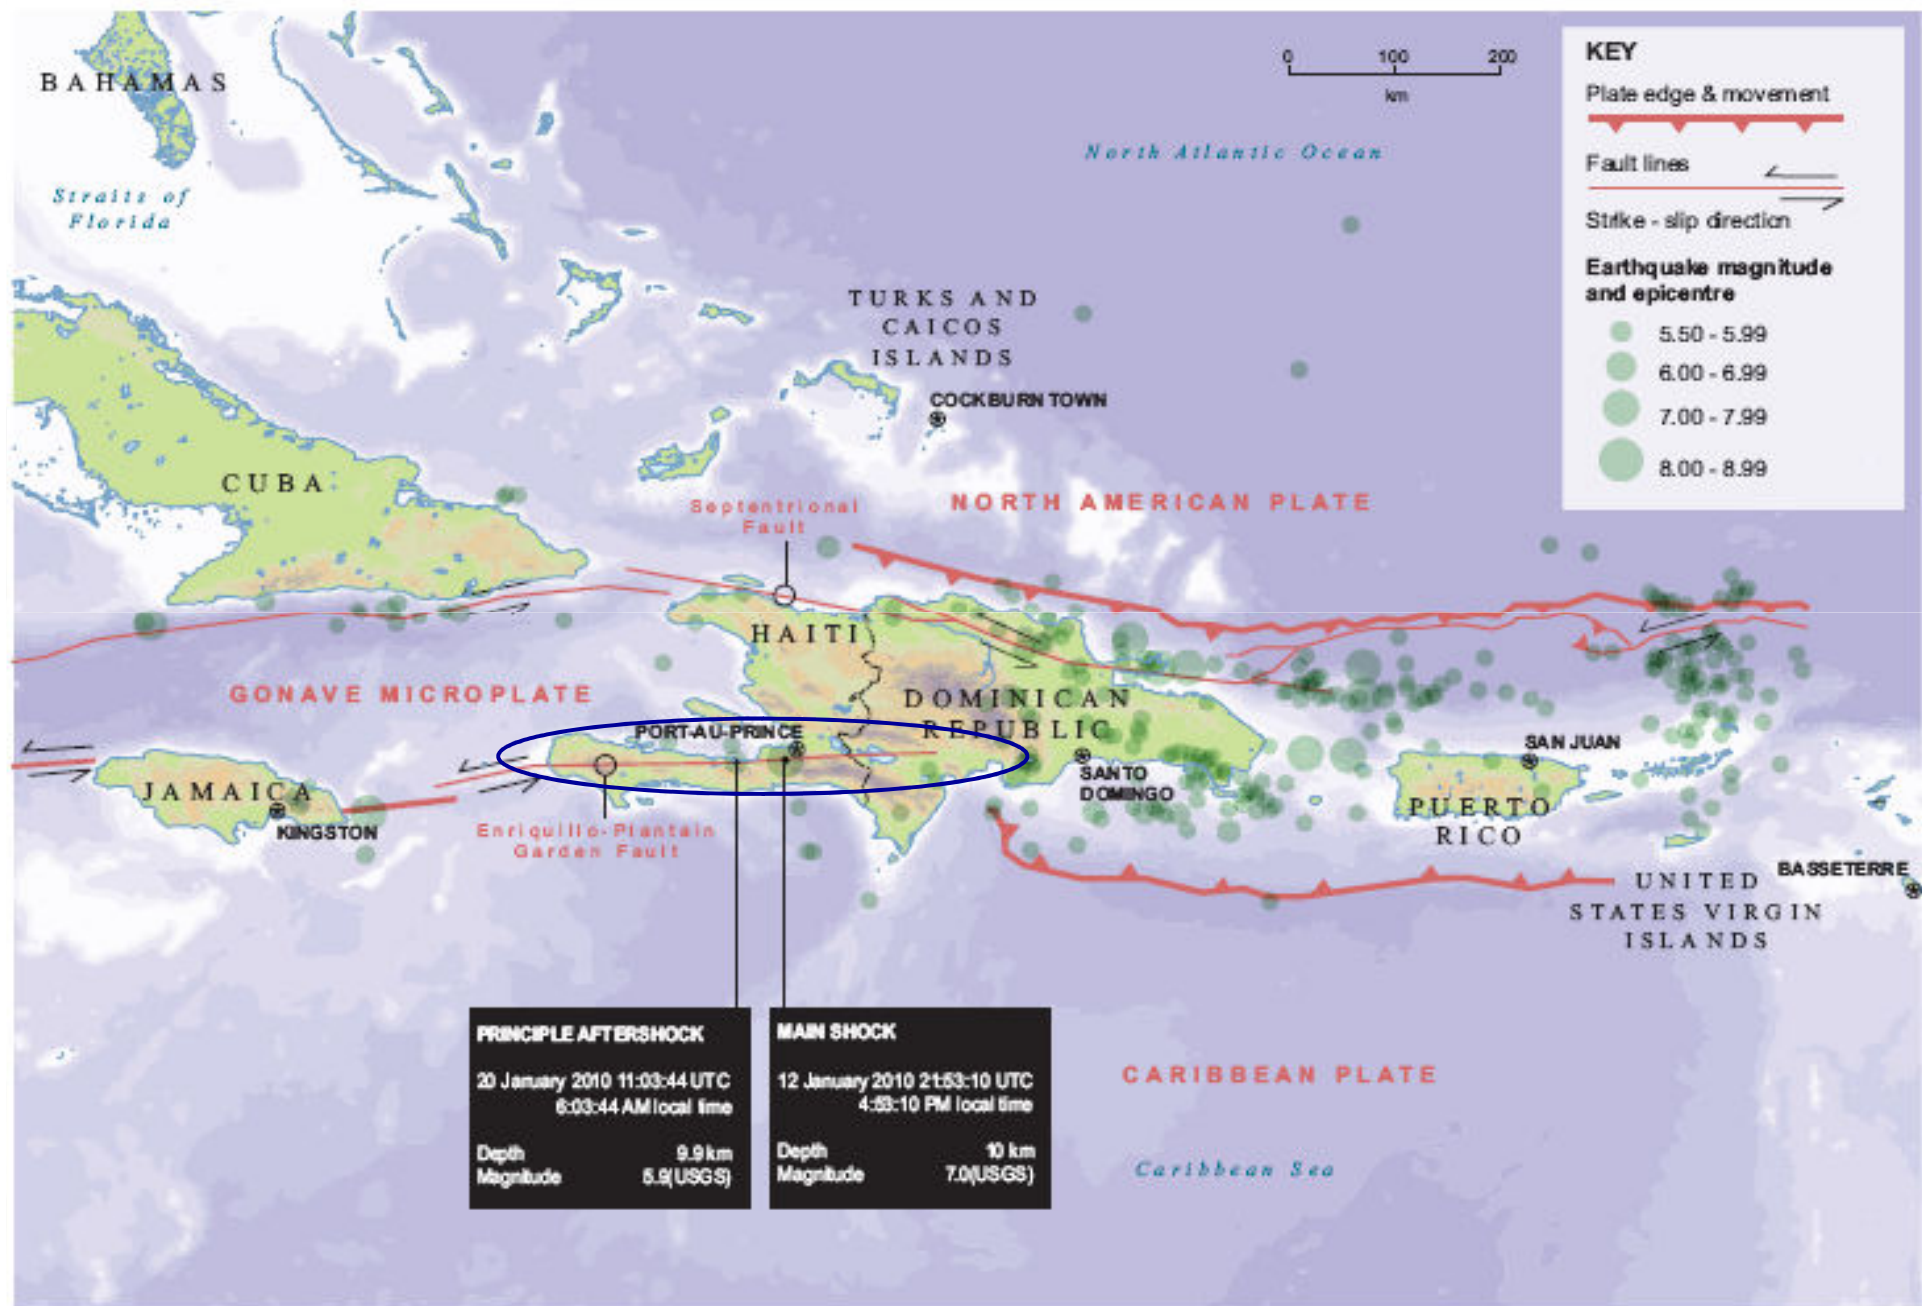 BAHAMAS
Straits of
Florida
0 100 200
km
North Atlantic Ocean
KEY
Plate edge & movement
Fault lines
Strike - slip direction
Earthquake magnitude
and epicentre
5.50 - 5.99
6.00 - 6.99
7.00 - 7.99
8.00 - 8.99
TURKS AND
CAICOS
ISLANDS
COCKBURN TOWN
CUBA
Septentrional
Fault
NORTH AMERICAN PLATE
HAITI
GONAVE MICROPLATE
DOMINICAN
REPUBLIC
PORT-AU-PRINCE
SAN JUAN
SANTO
DOMINGO
JAMAICA
KINGSTON
PUERTO
RICO
Enriquillo-Plantain
Garden Fault
BASSETERRE
UNITED
STATES VIRGIN
ISLANDS
PRINCIPLE AFTERSHOCK
20 January 2010 11:03:44 UTC
6:03:44 AM local time
Depth 9.9 km
Magnitude 5.9(USGS)
MAIN SHOCK
12 January 2010 21:53:10 UTC
4:53:10 PM local time
Depth 10 km
Magnitude 7.0(USGS)
CARIBBEAN PLATE
Caribbean Sea